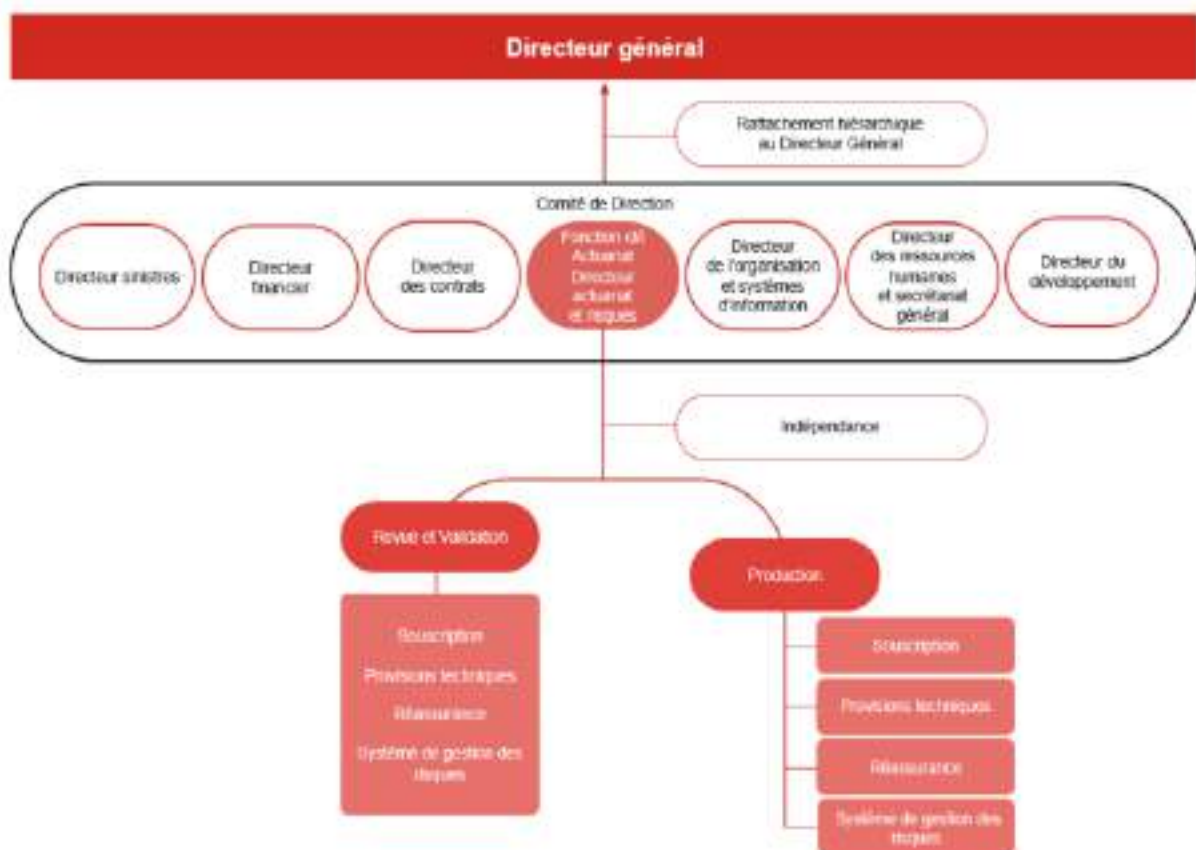 Directeur général
Rattachement hiérarchique
au Directeur Général
Comité de Direction
Directeur sinistres
Directeur
financier
Directeur
des contrats
Fonction clé
Actuariat
Directeur
actuariat
et risques
Directeur
de l'organisation
et systèmes
d'information
Directeur
des ressources
humaines
et secrétariat
général
Directeur du
développement
Indépendance
Revue et Validation
Souscription
Provisions techniques
Réassurance
Système de gestion des
risques
Production
Souscription
Provisions techniques
Réassurance
Système de gestion des
risques